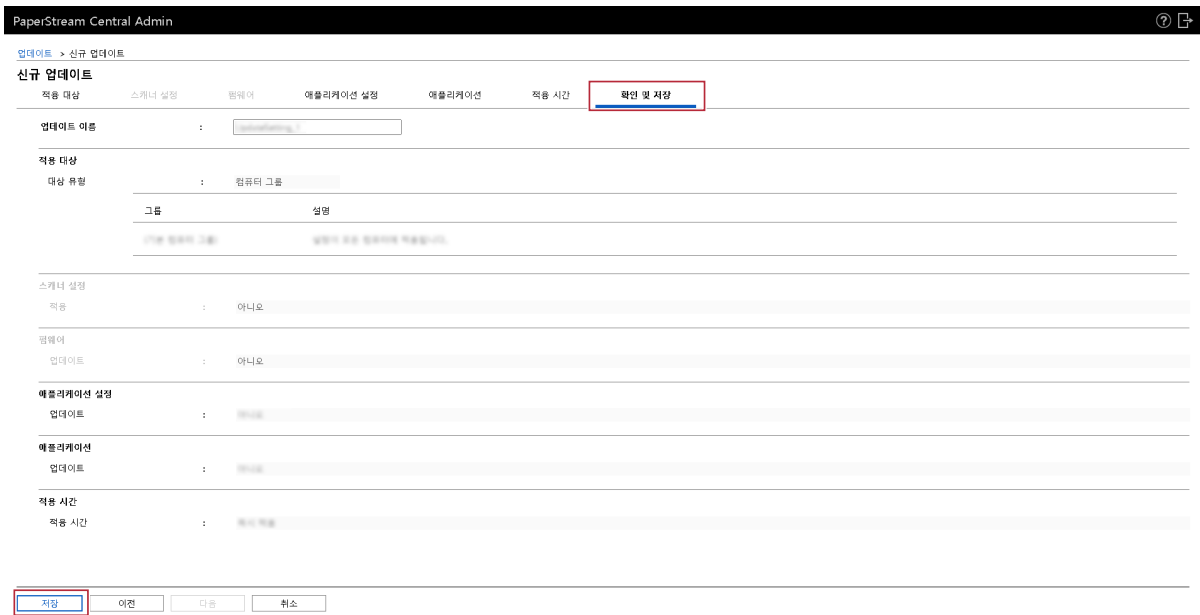 PaperStream Central Admin
업데이트 > 신규 업데이트
신규 업데이트
적용 대상 스캐너 설정 펌웨어 애플리케이션 설정 애플리케이션 적용 시간 확인 및 저장
업데이트 이름 :
적용 대상
대상 유형 : 컴퓨터 그룹
그룹 설명
스캐너 설정
적용 : 아니오
펌웨어
업데이트 : 아니오
애플리케이션 설정
업데이트 :
애플리케이션
업데이트 :
적용 시간
적용 시간 :
저장 이전 다음 취소